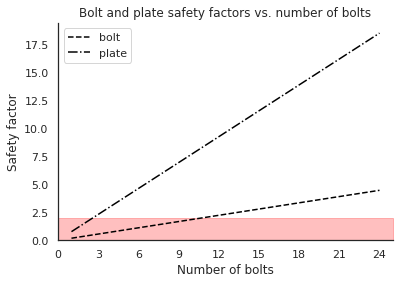 Bolt and plate safety factors vs. number of bolts
bolt
plate
Safety factor
17.5
15.0
12.5
10.0
7.5
5.0
2.5
0.0
0 3 6 9 12 15 18 21 24
Number of bolts